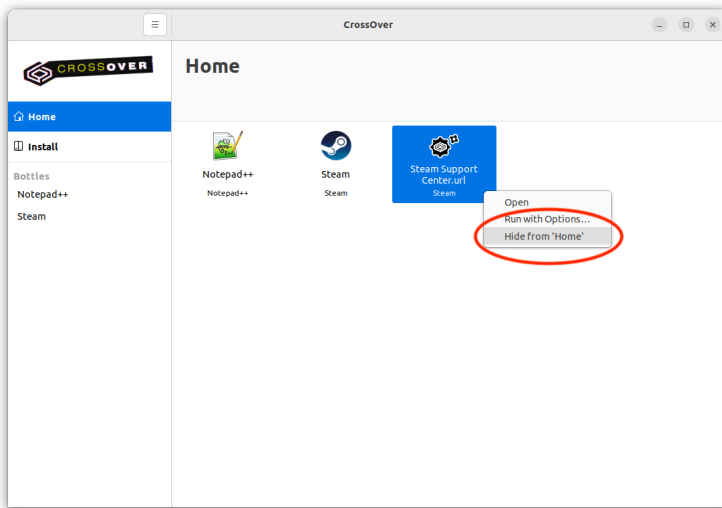 CrossOver
CROSSOVER
Home
Install
Bottles
Notepad++
Steam
Home
Notepad++
Notepad++
Steam
Steam
Steam Support
Center.url
Steam
Open
Run with Options...
Hide from 'Home'